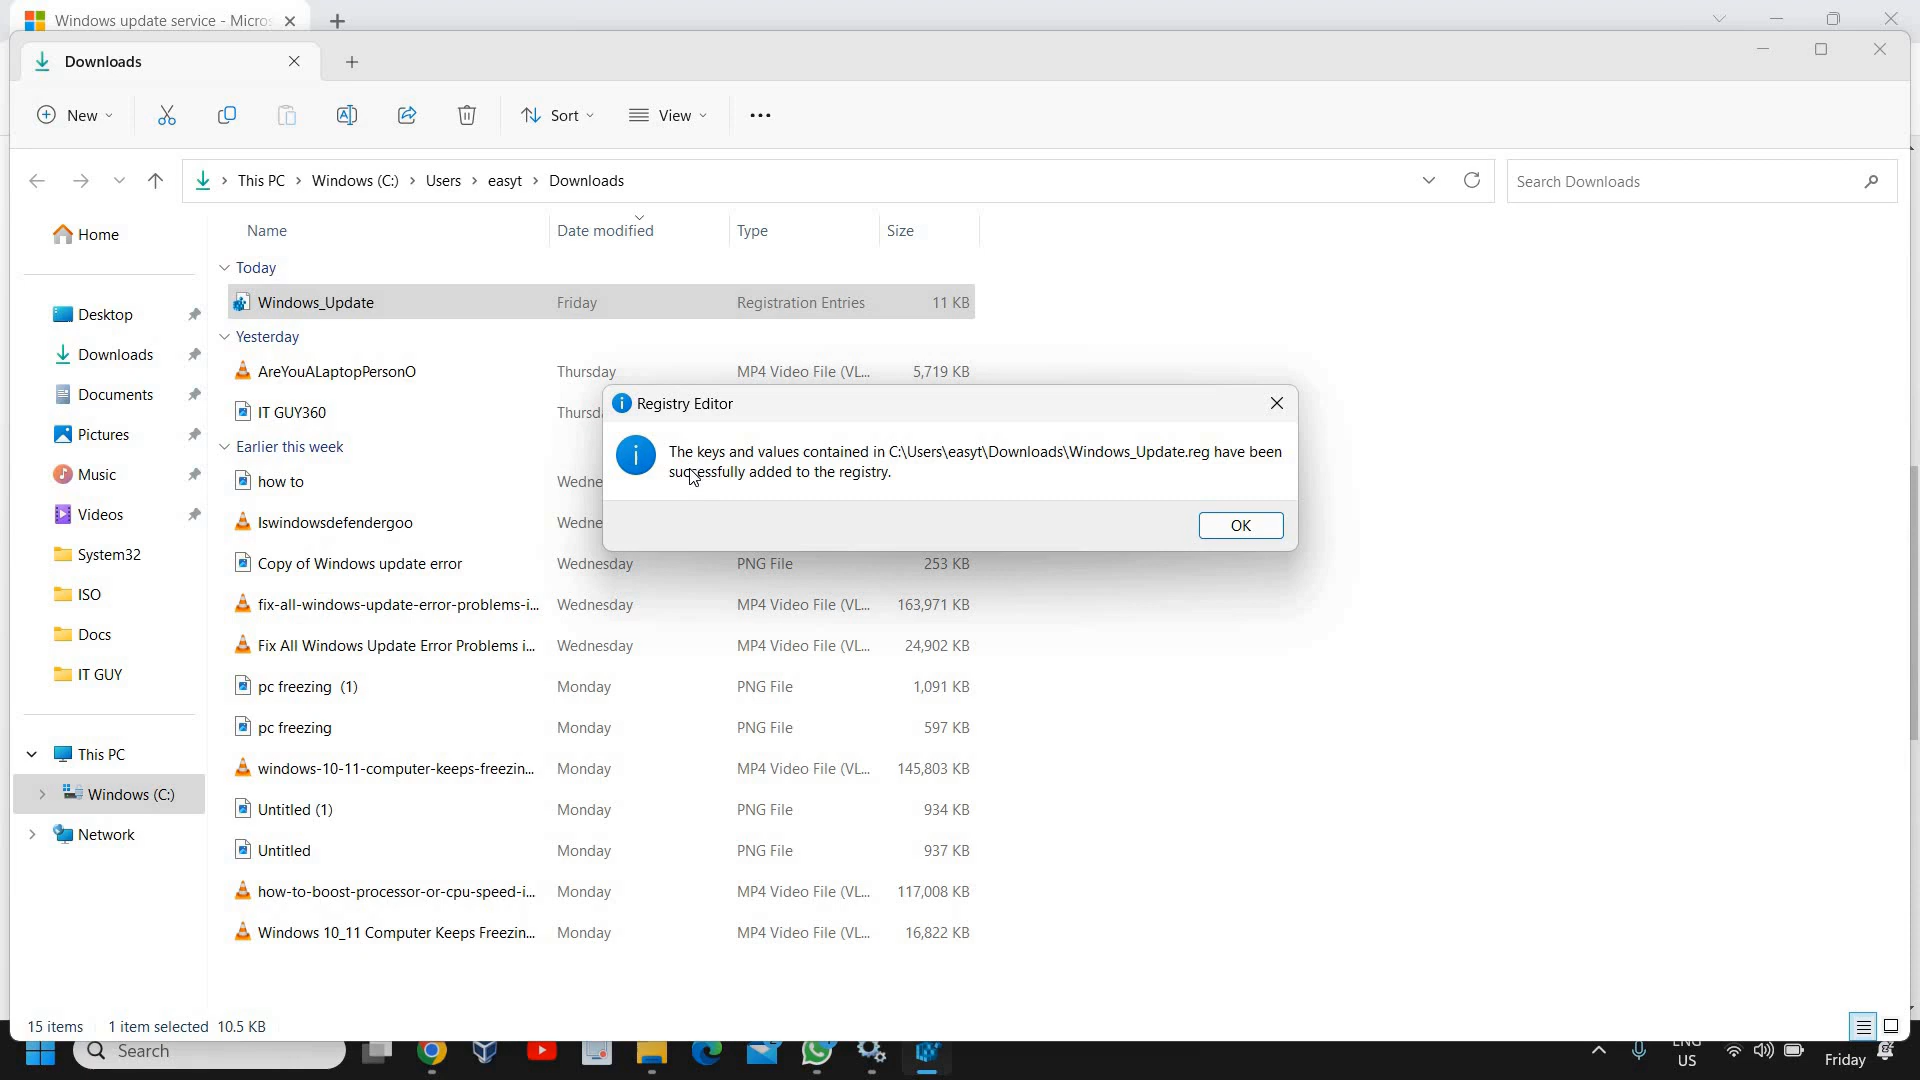 Windows update service - Micros
Downloads
New
Sort
View
This PC > Windows (C:) > Users > easyt > Downloads
Search Downloads
Home
Desktop
Downloads
Documents
Pictures
Music
Videos
System32
ISO
Docs
IT GUY
This PC
Windows (C:)
Network
Name Date modified Type Size
Today
Windows_Update Friday Registration Entries 11 KB
Yesterday
AreYouALaptopPersonO Thursday MP4 Video File (VL... 5,719 KB
IT GUY360 Thursd
Earlier this week
how to Wedne
Iswindowsdefendergoo Wedne
Copy of Windows update error Wednesday PNG File 253 KB
fix-all-windows-update-error-problems-i... Wednesday MP4 Video File (VL... 163,971 KB
Fix All Windows Update Error Problems i... Wednesday MP4 Video File (VL... 24,902 KB
pc freezing (1) Monday PNG File 1,091 KB
pc freezing Monday PNG File 597 KB
windows-10-11-computer-keeps-freezin... Monday MP4 Video File (VL... 145,803 KB
Untitled (1) Monday PNG File 934 KB
Untitled Monday PNG File 937 KB
how-to-boost-processor-or-cpu-speed-i... Monday MP4 Video File (VL... 117,008 KB
Windows 10_11 Computer Keeps Freezin... Monday MP4 Video File (VL... 16,822 KB
Registry Editor
The keys and values contained in C:\Users\easyt\Downloads\Windows_Update.reg have been
successfully added to the registry.
OK
15 items 1 item selected 10.5 KB
Search
ENG
US
Friday